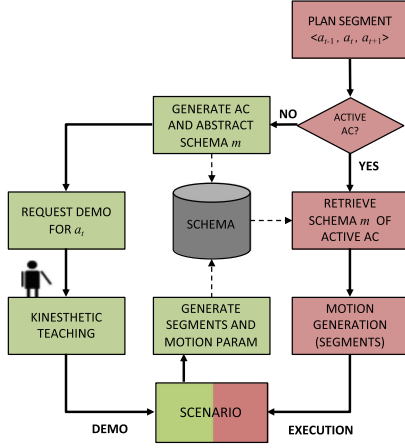 PLAN SEGMENT
<a_{t-1}, a_t, a_{t+1}>
ACTIVE
AC?
NO
YES
GENERATE AC
AND ABSTRACT
SCHEMA m
REQUEST DEMO
FOR a_t
SCHEMA
RETRIEVE
SCHEMA m OF
ACTIVE AC
KINESTHETIC
TEACHING
GENERATE
SEGMENTS AND
MOTION PARAM
MOTION
GENERATION
(SEGMENTS)
SCENARIO
DEMO
EXECUTION